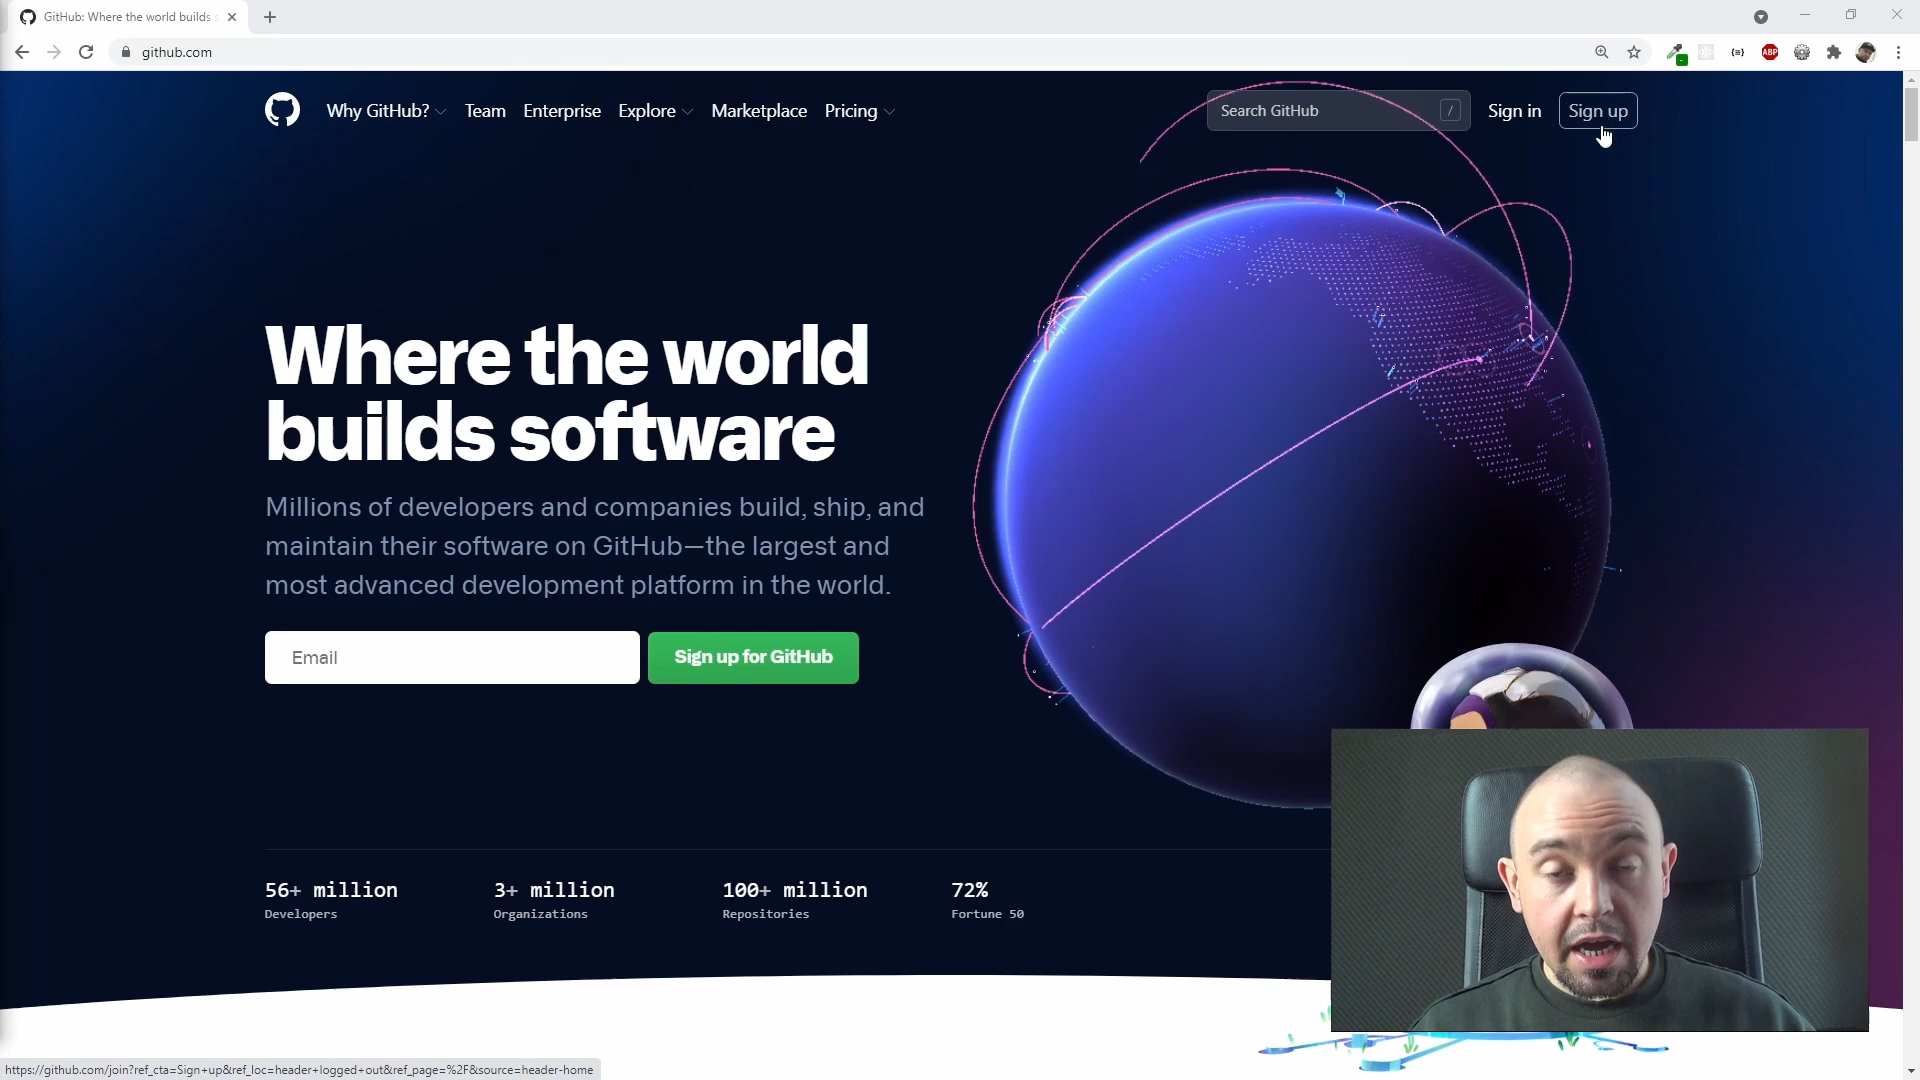 GitHub: Where the world builds s
github.com
ABP
Why GitHub? Team Enterprise Explore Marketplace Pricing
Search GitHub /
Sign in
Sign up
Where the world
builds software
Millions of developers and companies build, ship, and
maintain their software on GitHub—the largest and
most advanced development platform in the world.
Email
Sign up for GitHub
56+ million
Developers
3+ million
Organizations
100+ million
Repositories
72%
Fortune 50
https://github.com/join?ref_cta=Sign+up&ref_loc=header+logged+out&ref_page=%2F&source=header-home